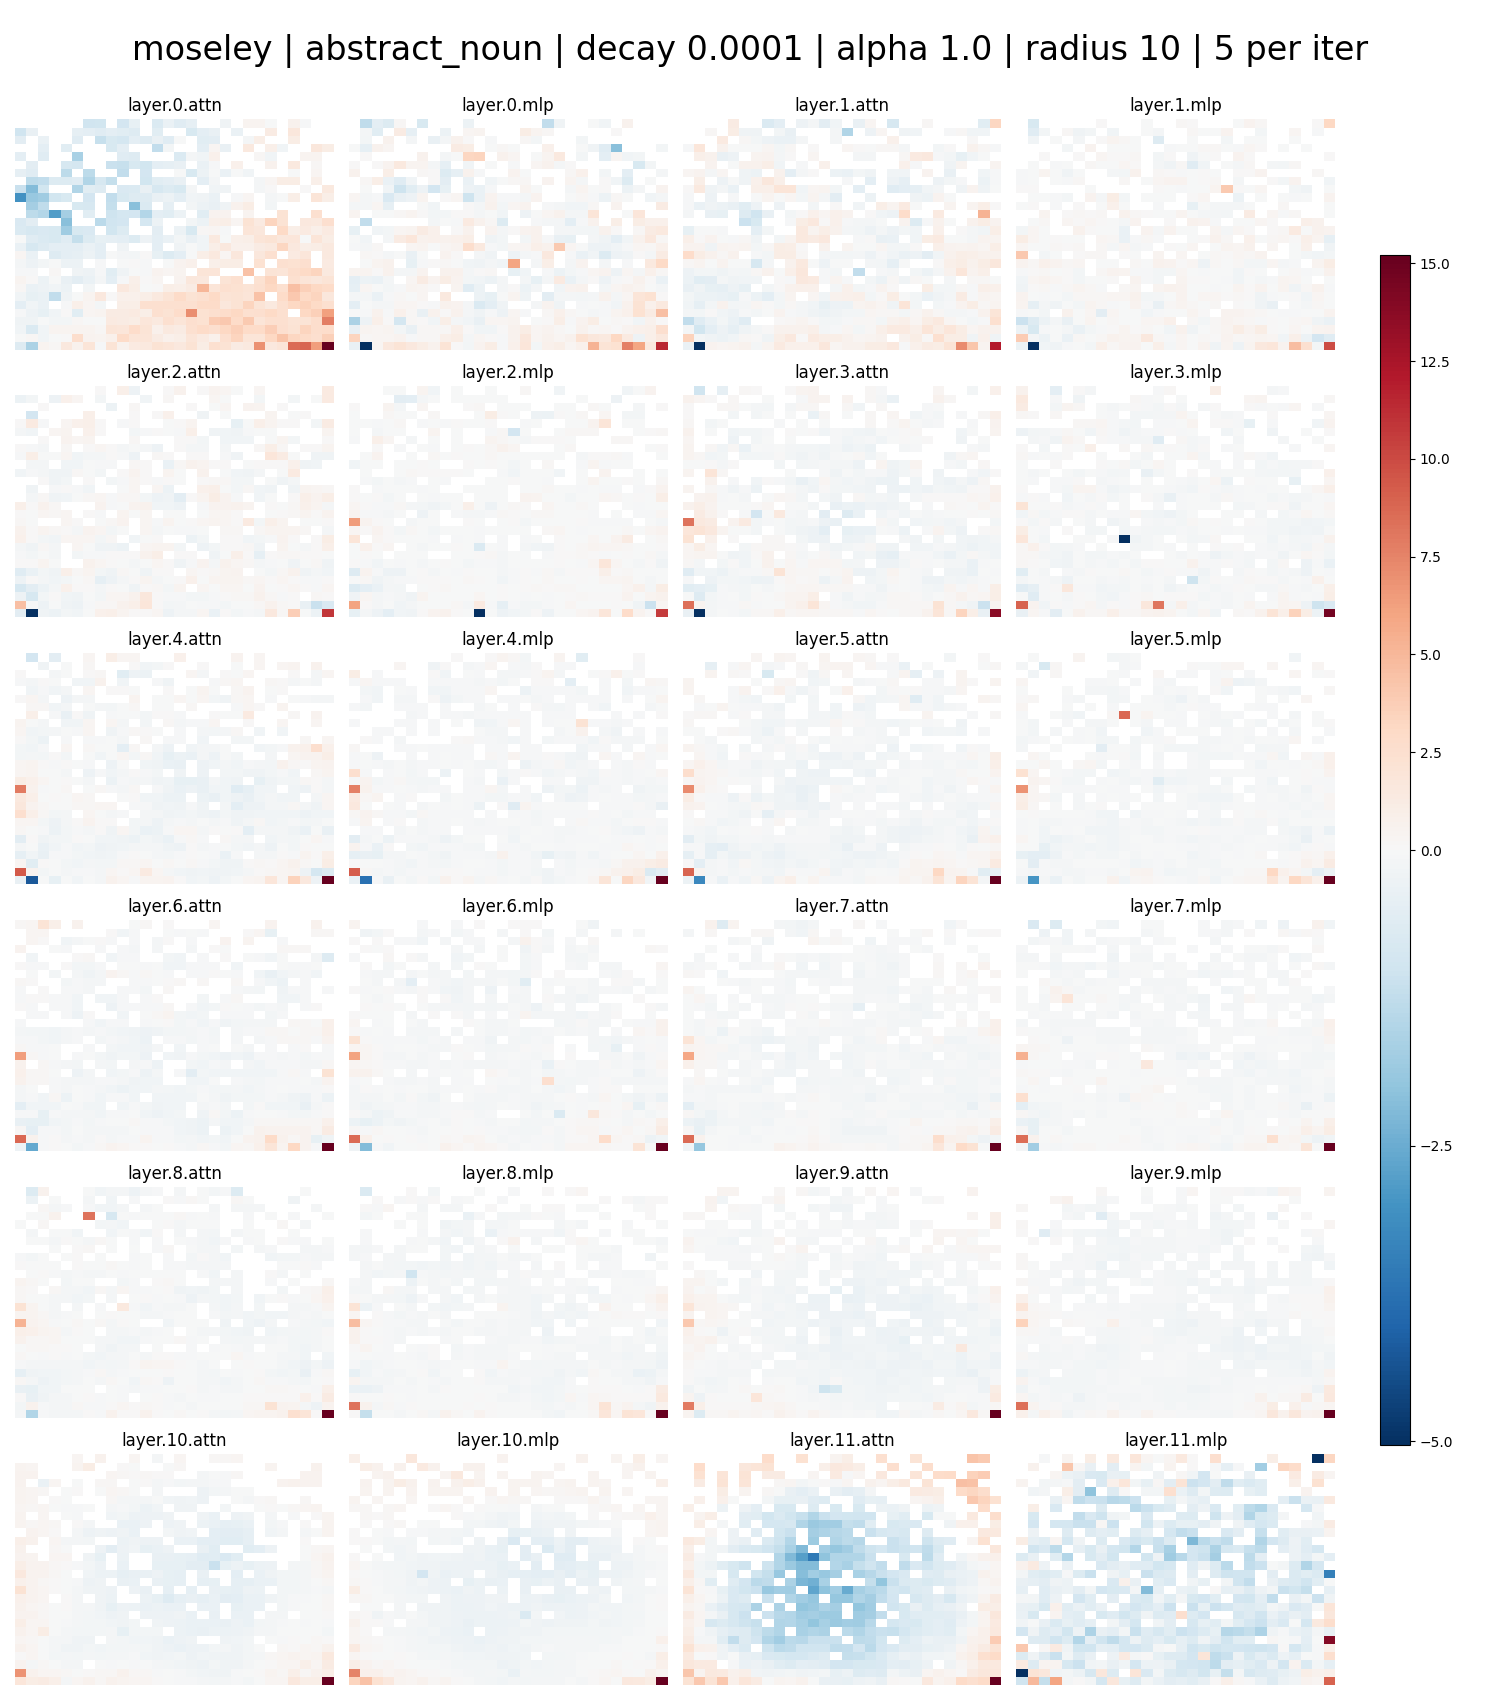 moseley | abstract_noun | decay 0.0001 | alpha 1.0 | radius 10 | 5 per iter
layer.0.attn
layer.0.mlp
layer.1.attn
layer.1.mlp
layer.2.attn
layer.2.mlp
layer.3.attn
layer.3.mlp
layer.4.attn
layer.4.mlp
layer.5.attn
layer.5.mlp
layer.6.attn
layer.6.mlp
layer.7.attn
layer.7.mlp
layer.8.attn
layer.8.mlp
layer.9.attn
layer.9.mlp
layer.10.attn
layer.10.mlp
layer.11.attn
layer.11.mlp
15.0
12.5
10.0
7.5
5.0
2.5
0.0
−2.5
−5.0